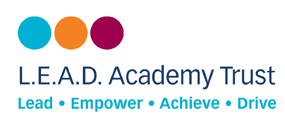 L.E.A.D. Academy Trust
Lead • Empower • Achieve • Drive